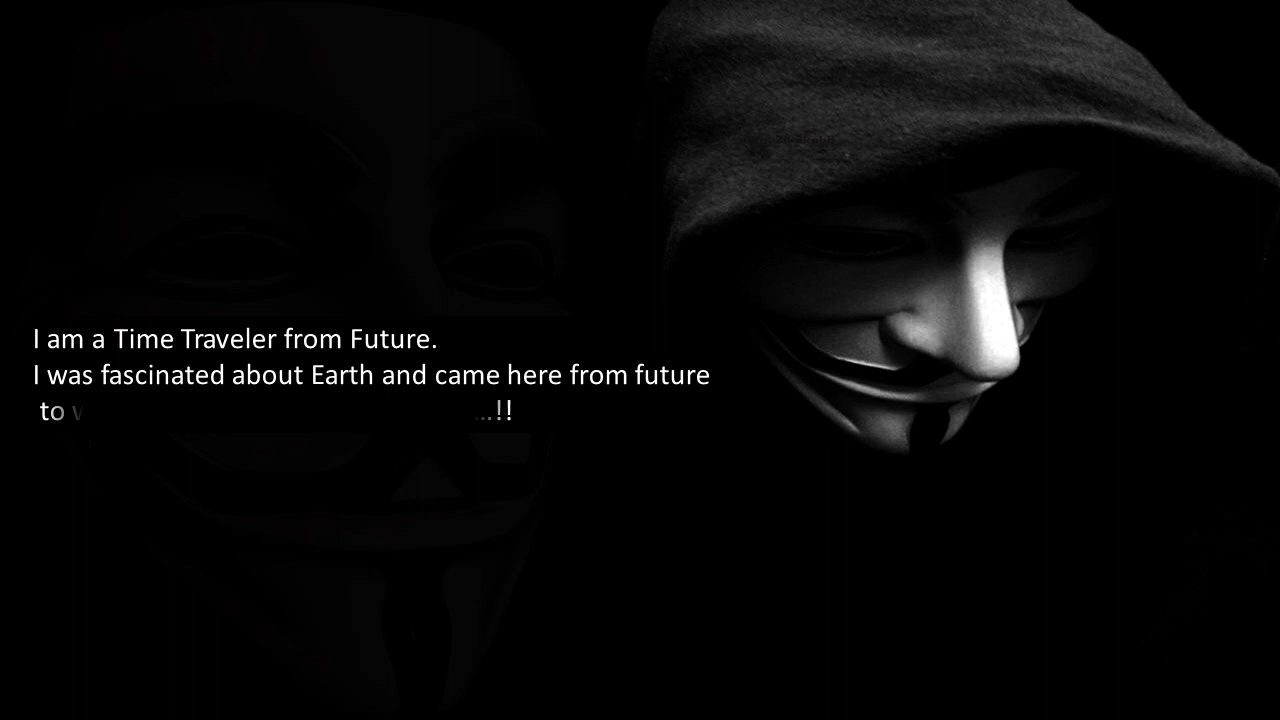 I am a Time Traveler from Future.
I was fascinated about Earth and came here from future
to ...!!